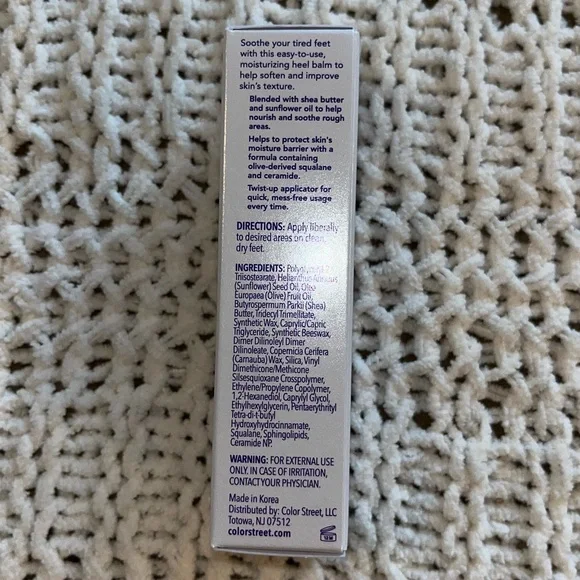 Soothe your tired feet
with this easy-to-use,
moisturizing heel balm to
help soften and improve
skin's texture.
Blended with shea butter
and sunflower oil to help
nourish and soothe rough
areas.
Helps to protect skin's
moisture barrier with a
formula containing
olive-derived squalane
and ceramide.
Twist-up applicator for
quick, mess-free usage
every time.
DIRECTIONS: Apply liberally
to desired areas on clean,
dry feet.
INGREDIENTS: Polyglyceryl-2
Triisostearate, Helianthus Annuus
(Sunflower) Seed Oil, Olea
Europaea (Olive) Fruit Oil,
Butyrospermum Parkii (Shea)
Butter, Tridecyl Trimellitate,
Synthetic Wax, Caprylic/Capric
Triglyceride, Synthetic Beeswax,
Dimer Dilinoleyl Dimer
Dilinoleate, Copernicia Cerifera
(Carnauba) Wax, Silica, Vinyl
Dimethicone/Methicone
Silsesquioxane Crosspolymer,
Ethylene/Propylene Copolymer,
1,2-Hexanediol, Caprylyl Glycol,
Ethylhexylglycerin, Pentaerythrityl
Tetra-di-t-butyl
Hydroxyhydrocinnamate,
Squalane, Sphingolipids,
Ceramide NP.
WARNING: FOR EXTERNAL USE
ONLY. IN CASE OF IRRITATION,
CONTACT YOUR PHYSICIAN.
Made in Korea
Distributed by: Color Street, LLC
Totowa, NJ 07512
colorstreet.com